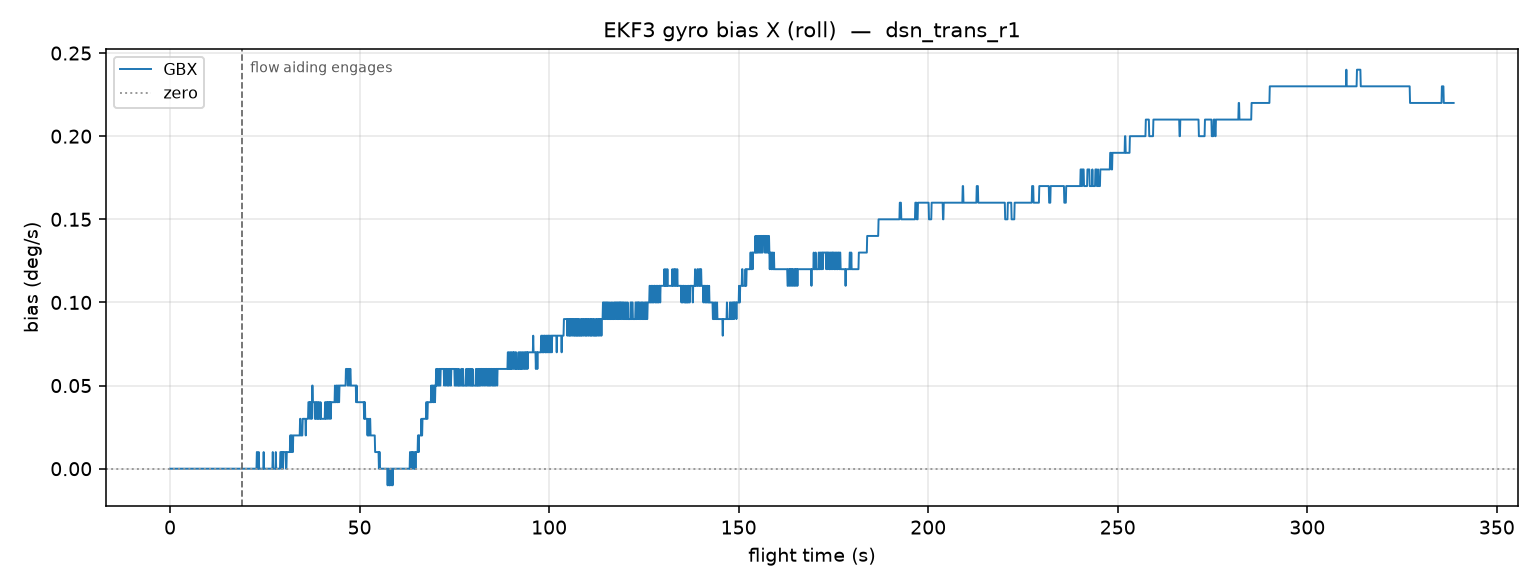 EKF3 gyro bias X (roll) — dsn_trans_r1
GBX
zero
flow aiding engages
bias (deg/s)
0.25
0.20
0.15
0.10
0.05
0.00
0 50 100 150 200 250 300 350
flight time (s)